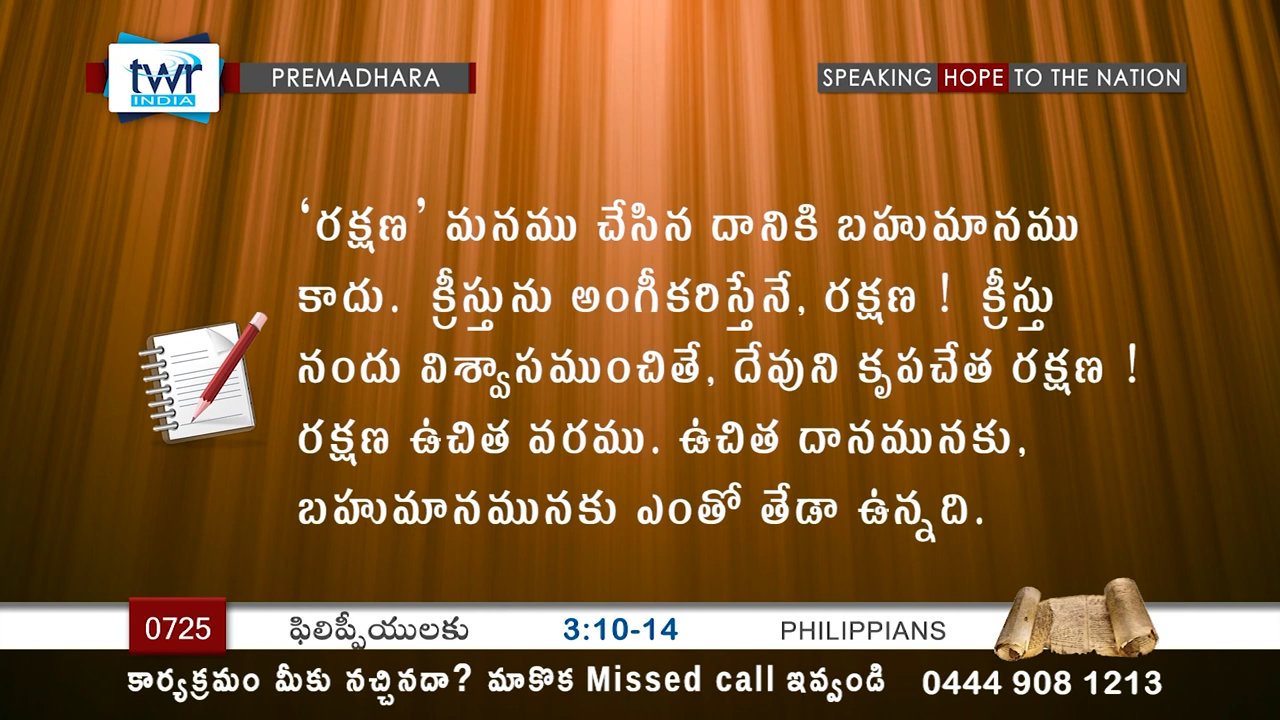 twr INDIA PREMADHARA SPEAKING HOPE TO THE NATION
‘రక్షణ’ మనము చేసిన దానికి బహుమానము
కాదు. క్రీస్తును అంగీకరిస్తేనే, రక్షణ ! క్రీస్తు
నందు విశ్వాసముంచితే, దేవుని కృపచేత రక్షణ !
రక్షణ ఉచిత వరము. ఉచిత దానమునకు,
బహుమానమునకు ఎంతో తేడా ఉన్నది.
0725 ఫిలిప్పీయులకు 3:10-14 PHILIPPIANS
కార్యక్రమం మీకు నచ్చినదా? మాకొక Missed call ఇవ్వండి 0444 908 1213